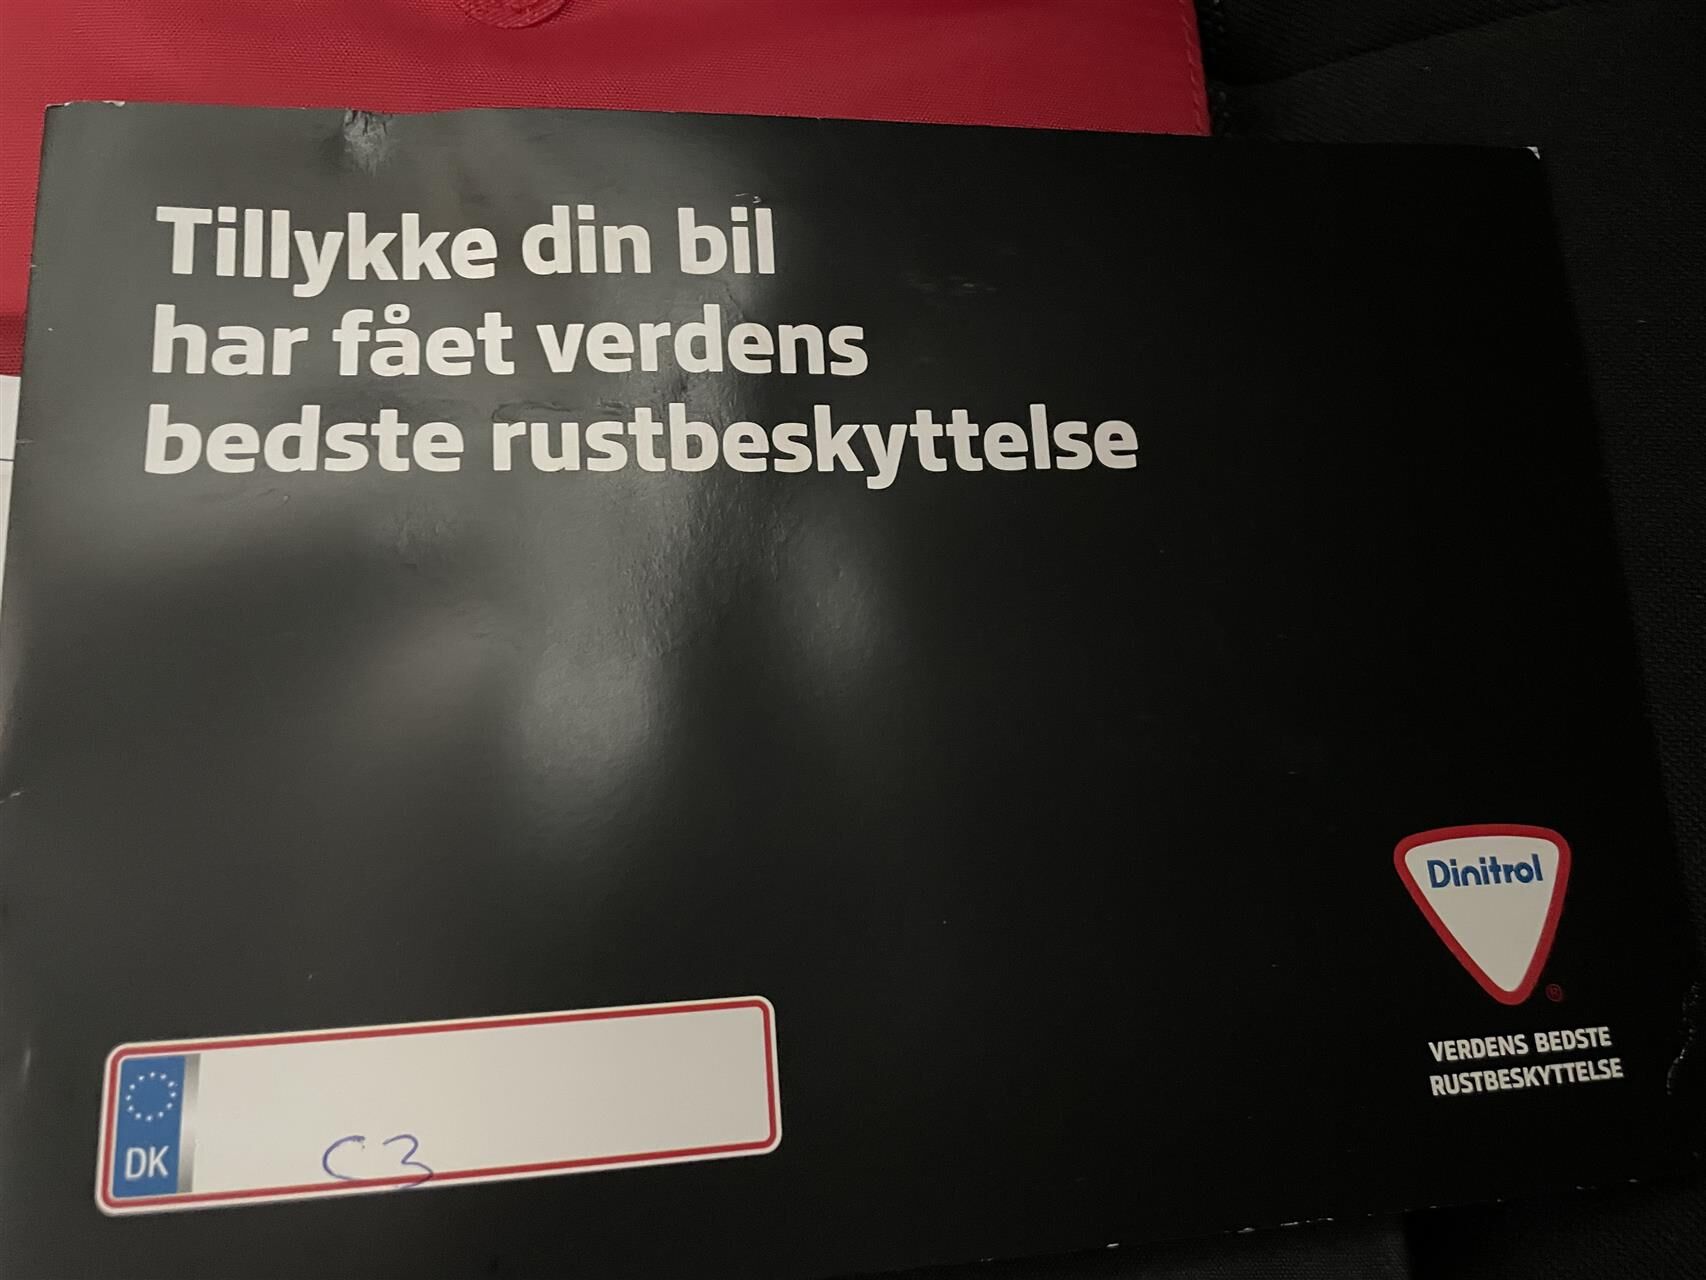 Tillykke din bil
har fået verdens
bedste rustbeskyttelse
Dinitrol
®
VERDENS BEDSTE
RUSTBESKYTTELSE
DK
C3